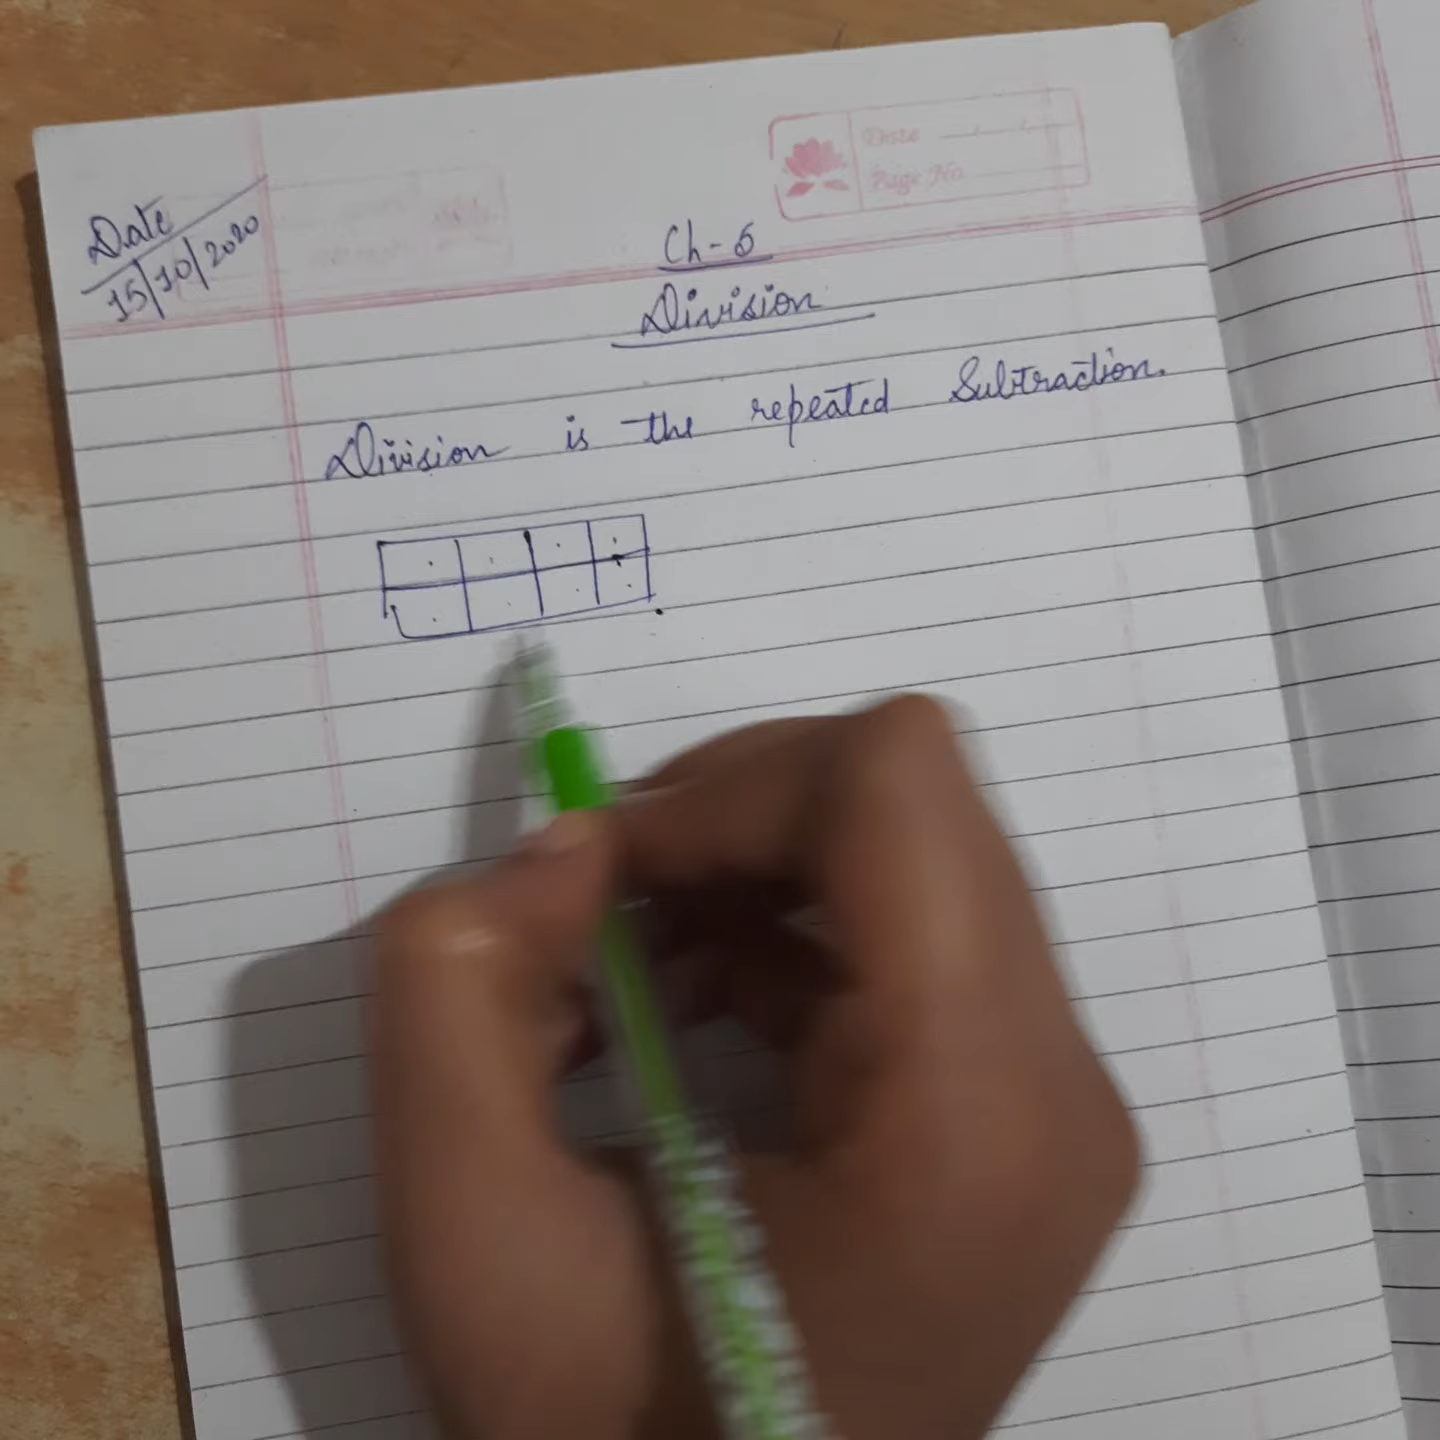 Date
15/10/2020
Date
Page No
Ch-6
Division
Division is the repeated Subtraction.